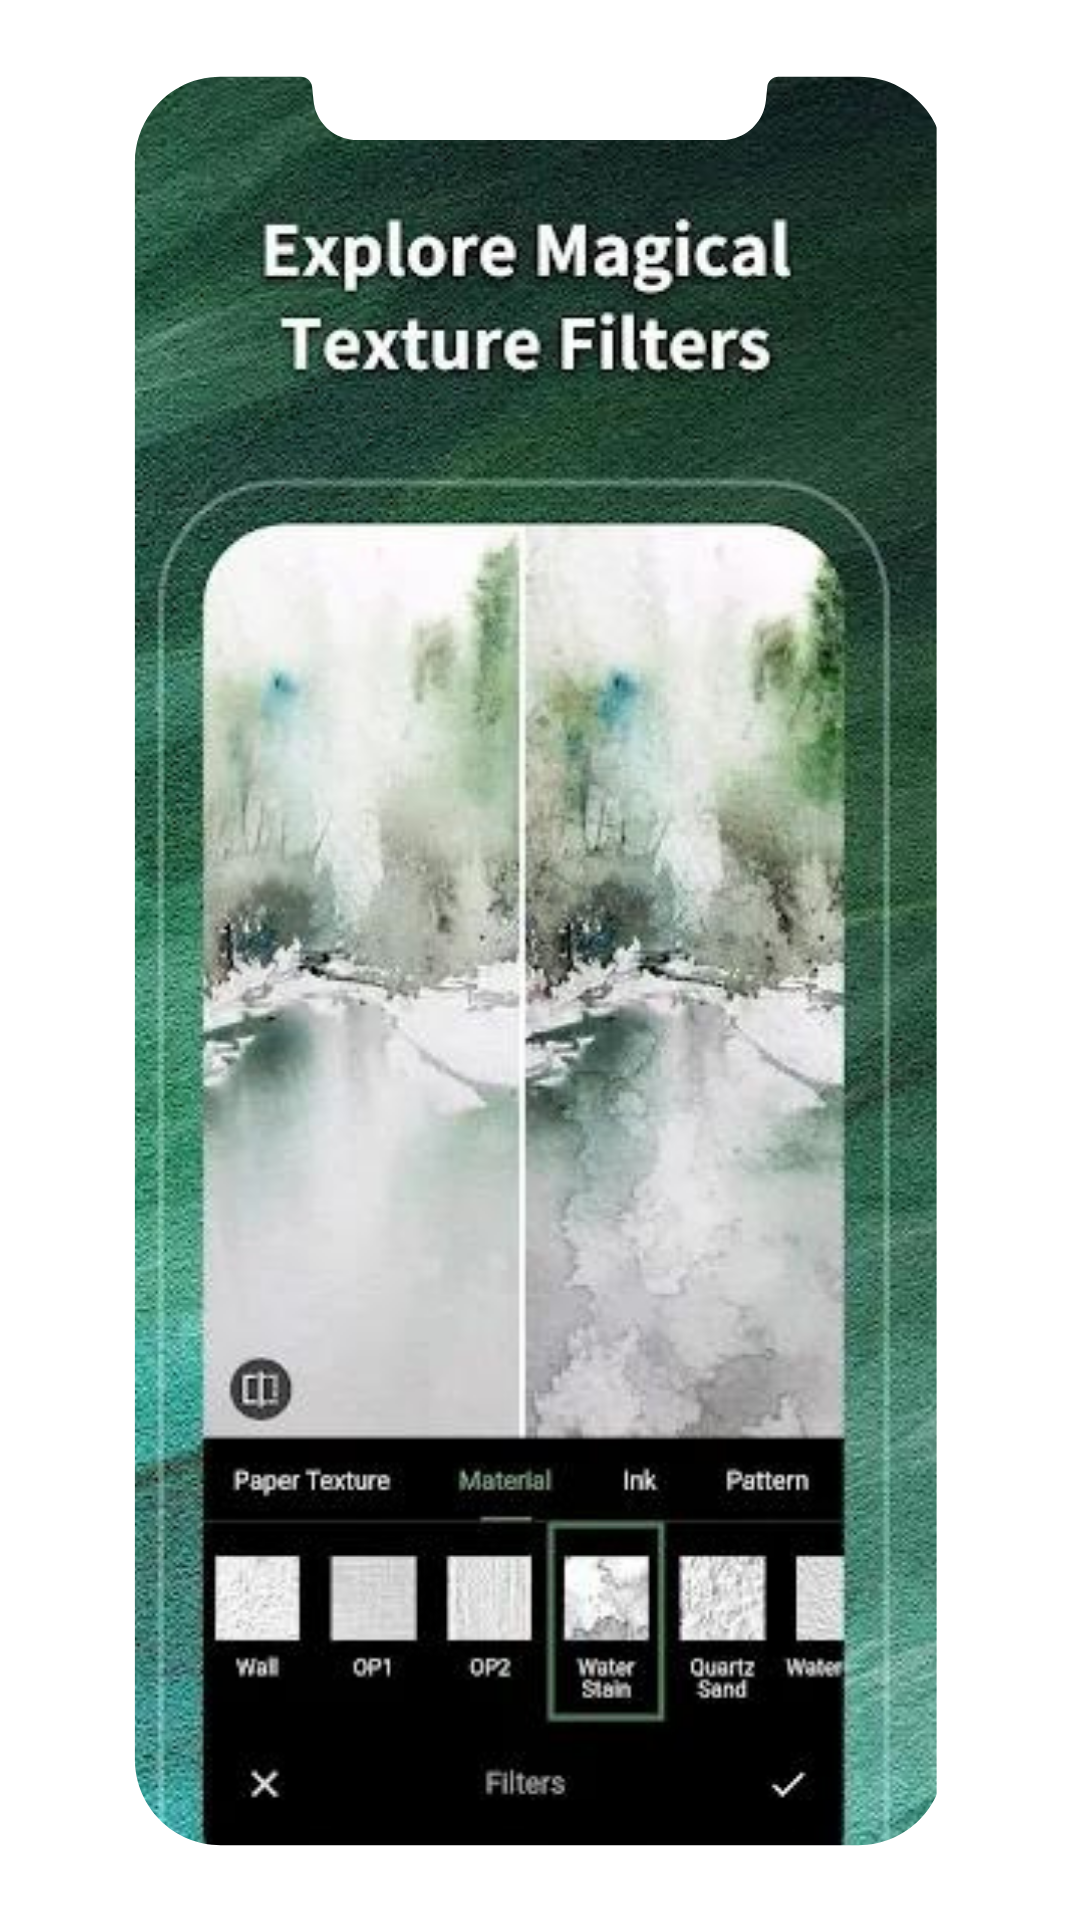 Explore Magical
Texture Filters
Paper Texture Material Ink Pattern
Wall OP1 OP2 Water Stain Quartz Sand Water
Filters